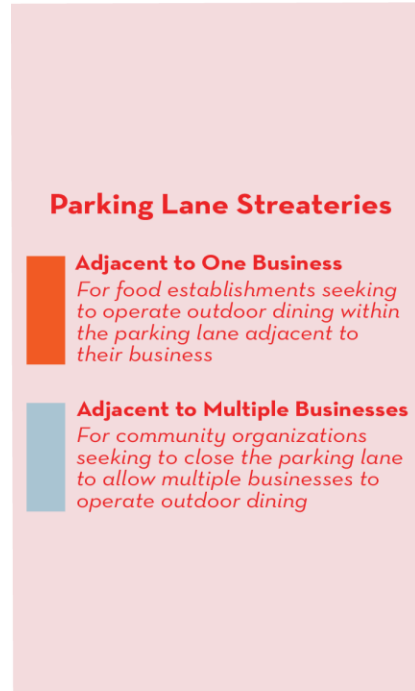 Parking Lane Streateries
Adjacent to One Business
For food establishments seeking
to operate outdoor dining within
the parking lane adjacent to
their business
Adjacent to Multiple Businesses
For community organizations
seeking to close the parking lane
to allow multiple businesses to
operate outdoor dining